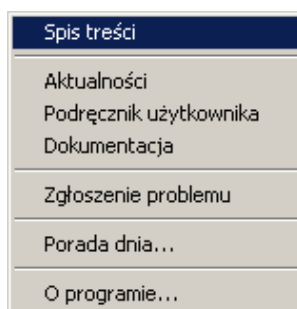 Spis treści
Aktualności
Podręcznik użytkownika
Dokumentacja
Zgłoszenie problemu
Porada dnia...
O programie...